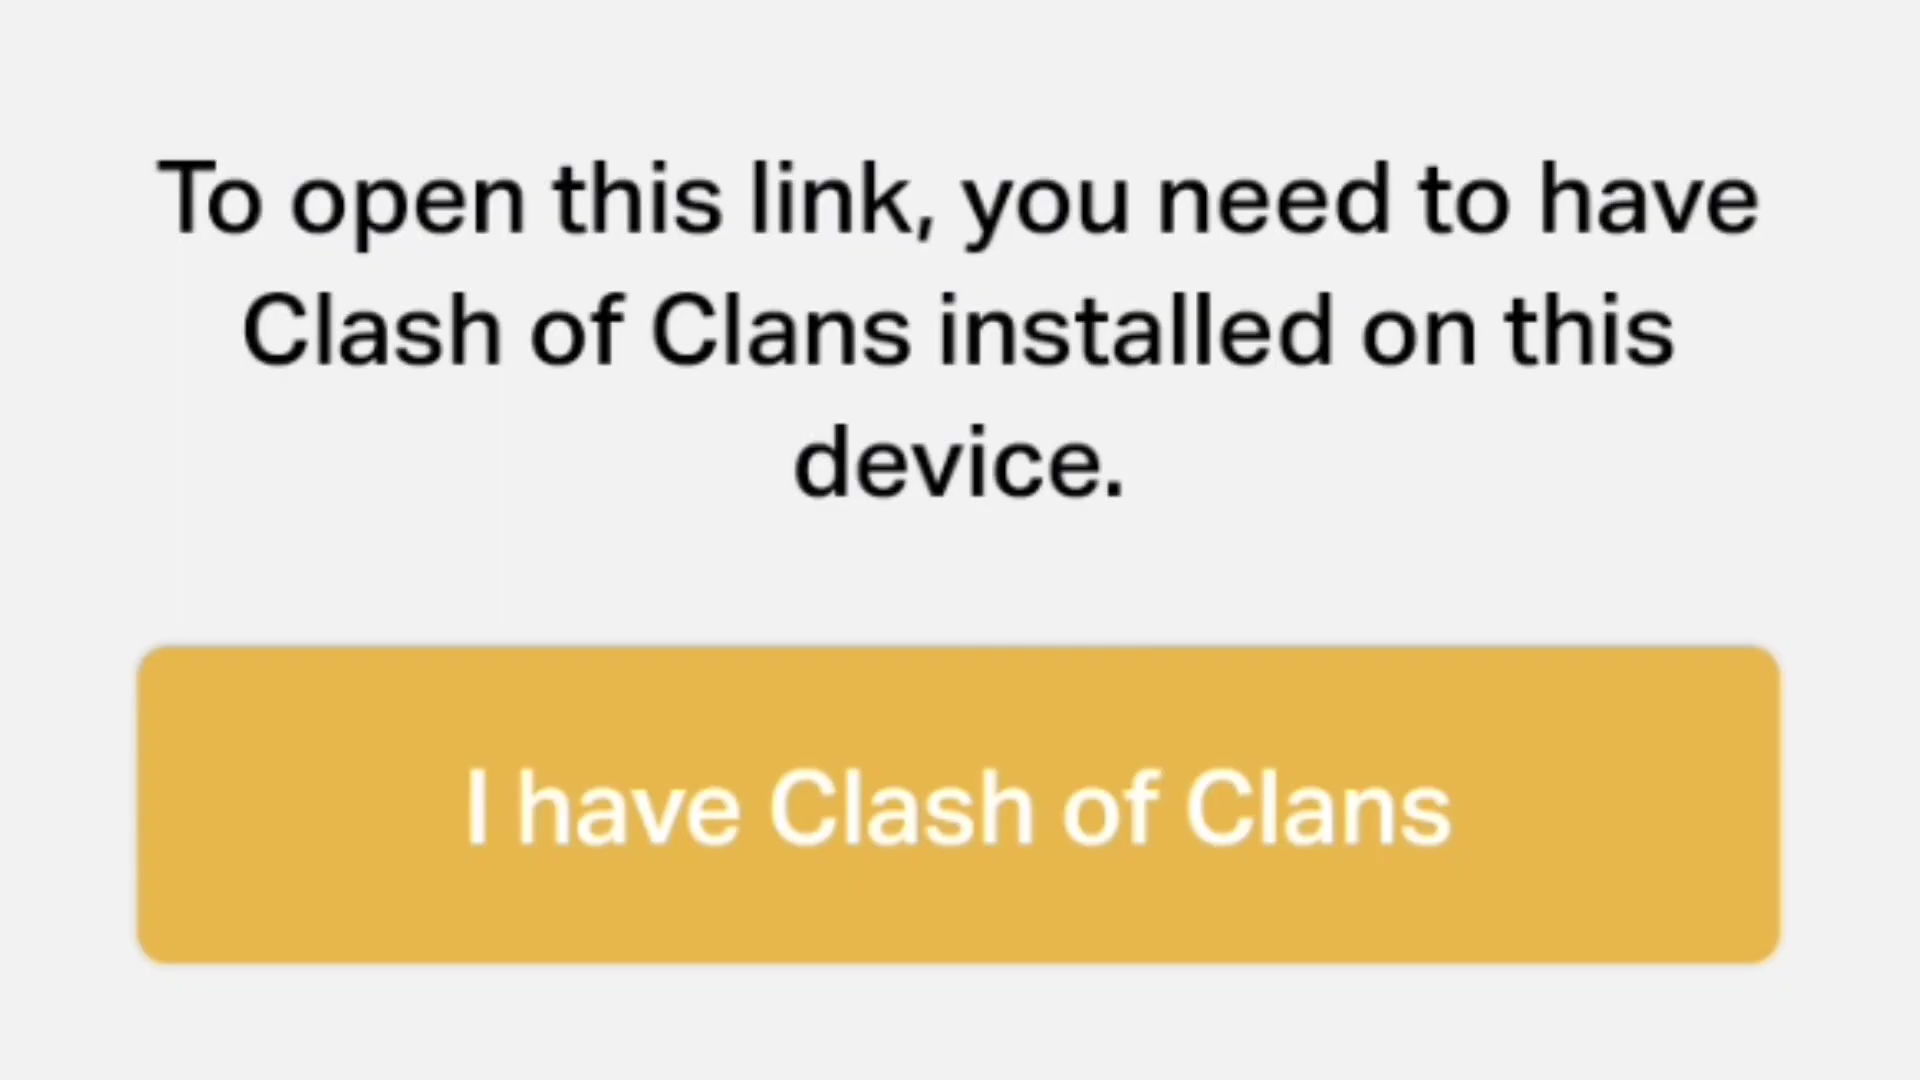 To open this link, you need to have
Clash of Clans installed on this
device.
I have Clash of Clans